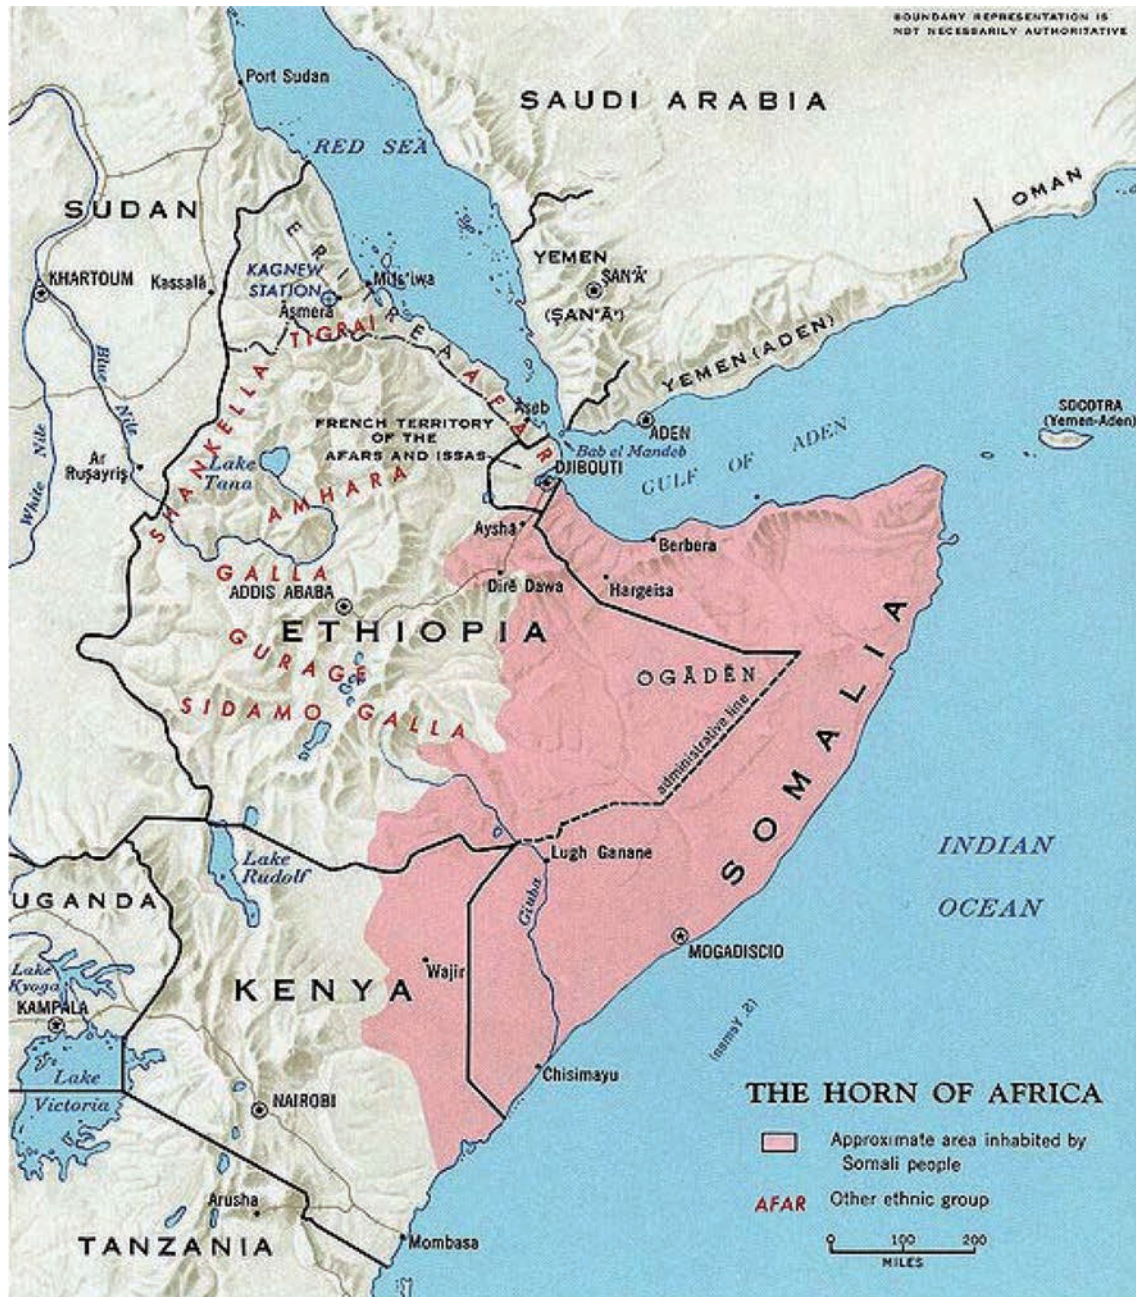 BOUNDARY REPRESENTATION IS
NOT NECESSARILY AUTHORITATIVE
Port Sudan
SAUDI ARABIA
RED SEA
OMAN
SUDAN
ERITREA
YEMEN
KAGNEW
STATION
Mits'iwa
ṢAN'Ā'
(ṢAN'Ā')
KHARTOUM
Kassalā
Āsmera
TIGRAI
YEMEN (ADEN)
Blue Nile
SHANKELLA
AFAR
Āseb
SOCOTRA
(Yemen-Aden)
FRENCH TERRITORY
OF THE
AFARS AND ISSAS
ADEN
GULF OF ADEN
Bab el Mandeb
White Nile
Ar
Ruşayriş
Lake
Tana
DJIBOUTI
AMHARA
Aysha
Berbera
GALLA
Dirē Dawa
Hargeisa
ADDIS ABABA
ETHIOPIA
GURAGE
OGĀDĒN
SIDAMO GALLA
administrative line
SOMALIA
Lake
Rudolf
Lugh Ganane
INDIAN
OCEAN
UGANDA
Giuba
MOGADISCIO
Lake
Kyoga
Wajir
KENYA
KAMPALA
(S. Yemen)
Chisimayu
Lake
Victoria
NAIROBI
THE HORN OF AFRICA
Approximate area inhabited by
Somali people
Arusha
AFAR Other ethnic group
TANZANIA
Mombasa
0 100 200
MILES